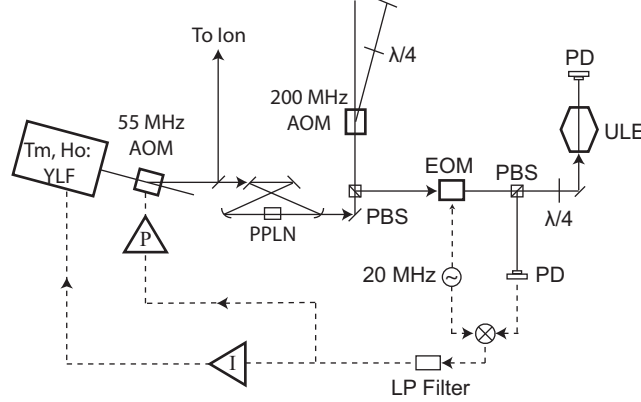 To Ion
λ/4
PD
200 MHz
AOM
55 MHz
AOM
ULE
Tm, Ho:
YLF
EOM
PBS
PBS
λ/4
PPLN
P
20 MHz
~
PD
I
LP Filter